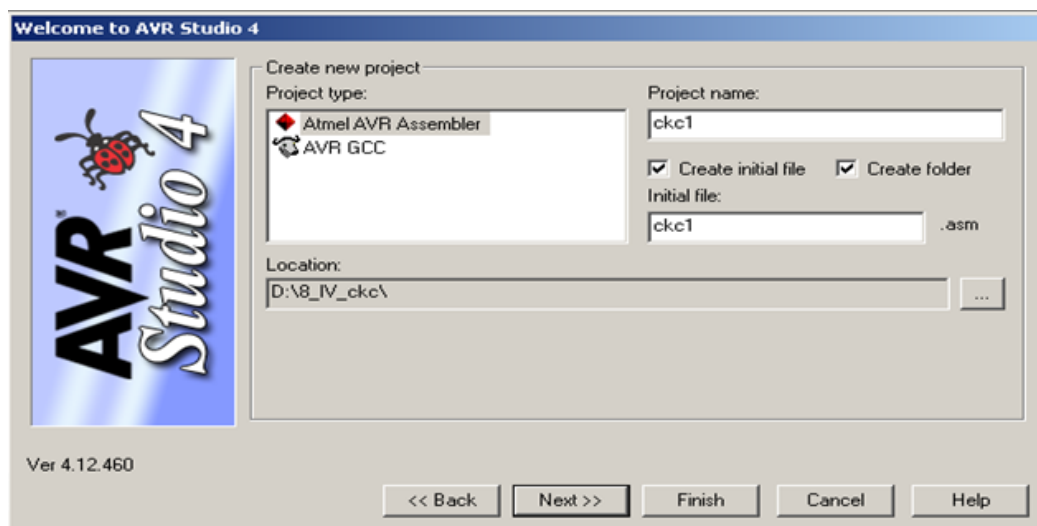 Welcome to AVR Studio 4
AVR®
Studio 4
Create new project
Project type:
Atmel AVR Assembler
AVR GCC
Project name:
ckc1
Create initial file
Create folder
Initial file:
ckc1
.asm
Location:
D:\8_IV_ckc\
...
Ver 4.12.460
<< Back
Next >>
Finish
Cancel
Help